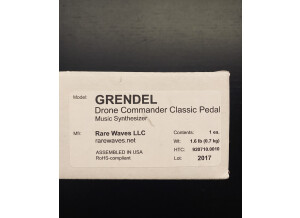 Model: GRENDEL
Drone Commander Classic Pedal
Music Synthesizer
Mfr: Rare Waves LLC
rarewaves.net
Contents: 1 ea.
Wt: 1.6 lb (0.7 kg)
ASSEMBLED IN USA
RoHS-compliant
HTC:
Lot: 2017